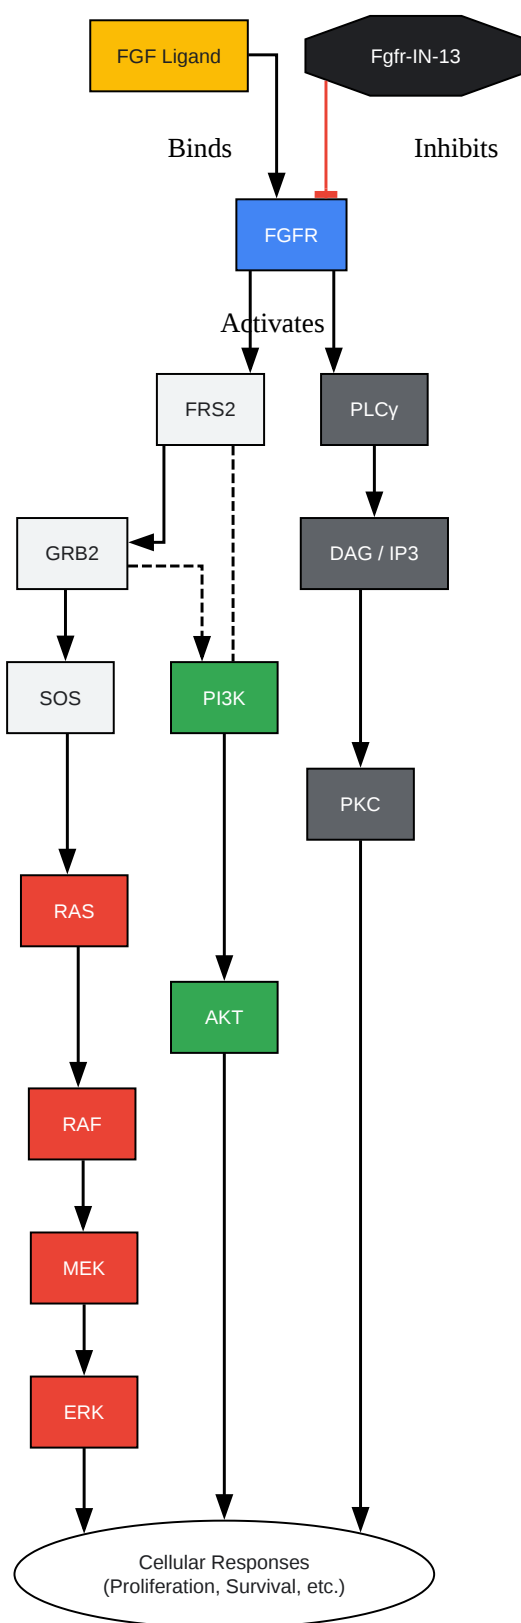 FGF Ligand
Fgfr-IN-13
Binds
Inhibits
FGFR
Activates
FRS2
PLCγ
GRB2
DAG / IP3
SOS
PI3K
PKC
RAS
AKT
RAF
MEK
ERK
Cellular Responses
(Proliferation, Survival, etc.)